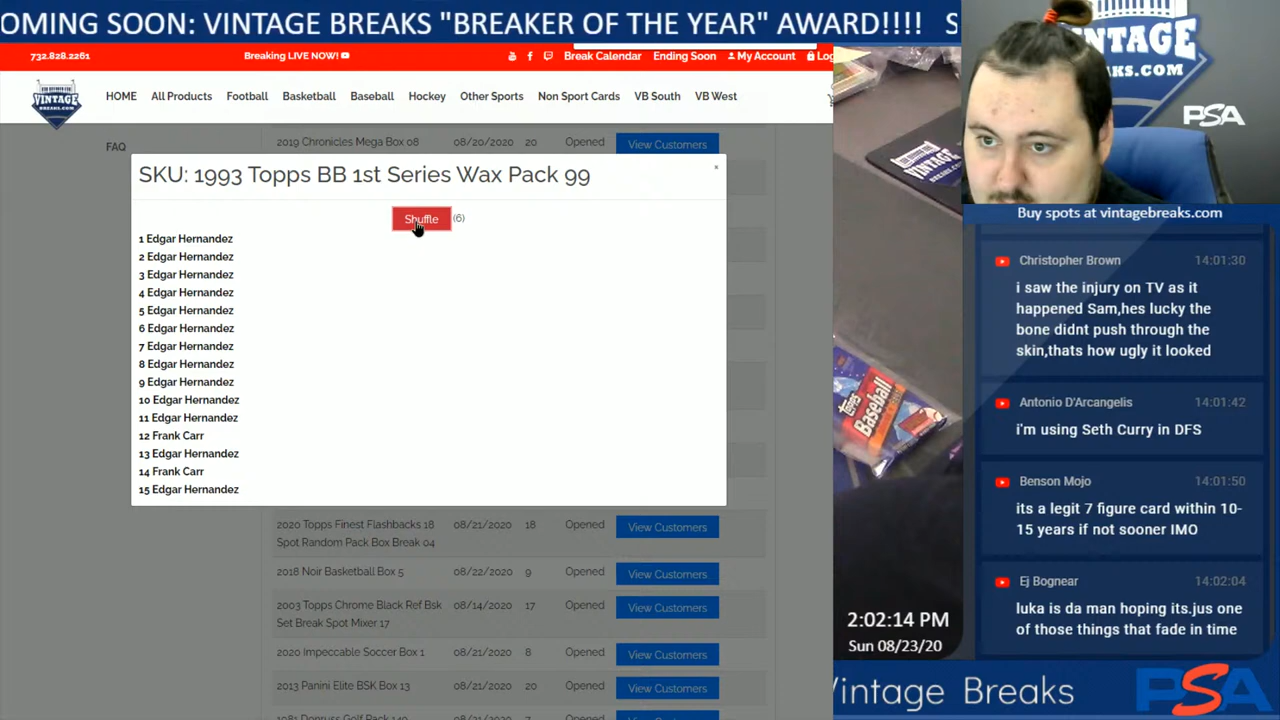 OMING SOON: VINTAGE BREAKS "BREAKER OF THE YEAR" AWARD!!!! S
732.828.2261 Breaking LIVE NOW! Break Calendar Ending Soon My Account Log
VINTAGE
BREAKS.COM
PSA
VINTAGE HOME All Products Football Basketball Baseball Hockey Other Sports Non Sport Cards VB South VB West
FAQ
2019 Chronicles Mega Box 08 08/20/2020 20 Opened View Customers
SKU: 1993 Topps BB 1st Series Wax Pack 99
×
Shuffle (6)
1 Edgar Hernandez
2 Edgar Hernandez
3 Edgar Hernandez
4 Edgar Hernandez
5 Edgar Hernandez
6 Edgar Hernandez
7 Edgar Hernandez
8 Edgar Hernandez
9 Edgar Hernandez
10 Edgar Hernandez
11 Edgar Hernandez
12 Frank Carr
13 Edgar Hernandez
14 Frank Carr
15 Edgar Hernandez
2020 Topps Finest Flashbacks 18 08/21/2020 18 Opened View Customers
Spot Random Pack Box Break 04
2018 Noir Basketball Box 5 08/22/2020 9 Opened View Customers
2003 Topps Chrome Black Ref Bsk 08/14/2020 17 Opened View Customers
Set Break Spot Mixer 17
2020 Impeccable Soccer Box 1 08/21/2020 8 Opened View Customers
2013 Panini Elite BSK Box 13 08/21/2020 20 Opened View Customers
1981 Donruss Golf Pack 140
Topps
Baseball
2:02:14 PM
Sun 08/23/20
Buy spots at vintagebreaks.com
Christopher Brown 14:01:30
i saw the injury on TV as it
happened Sam,hes lucky the
bone didnt push through the
skin,thats how ugly it looked
Antonio D'Arcangelis 14:01:42
i'm using Seth Curry in DFS
Benson Mojo 14:01:50
its a legit 7 figure card within 10-
15 years if not sooner IMO
Ej Bognear 14:02:04
luka is da man hoping its.jus one
of those things that fade in time
Vintage Breaks PSA